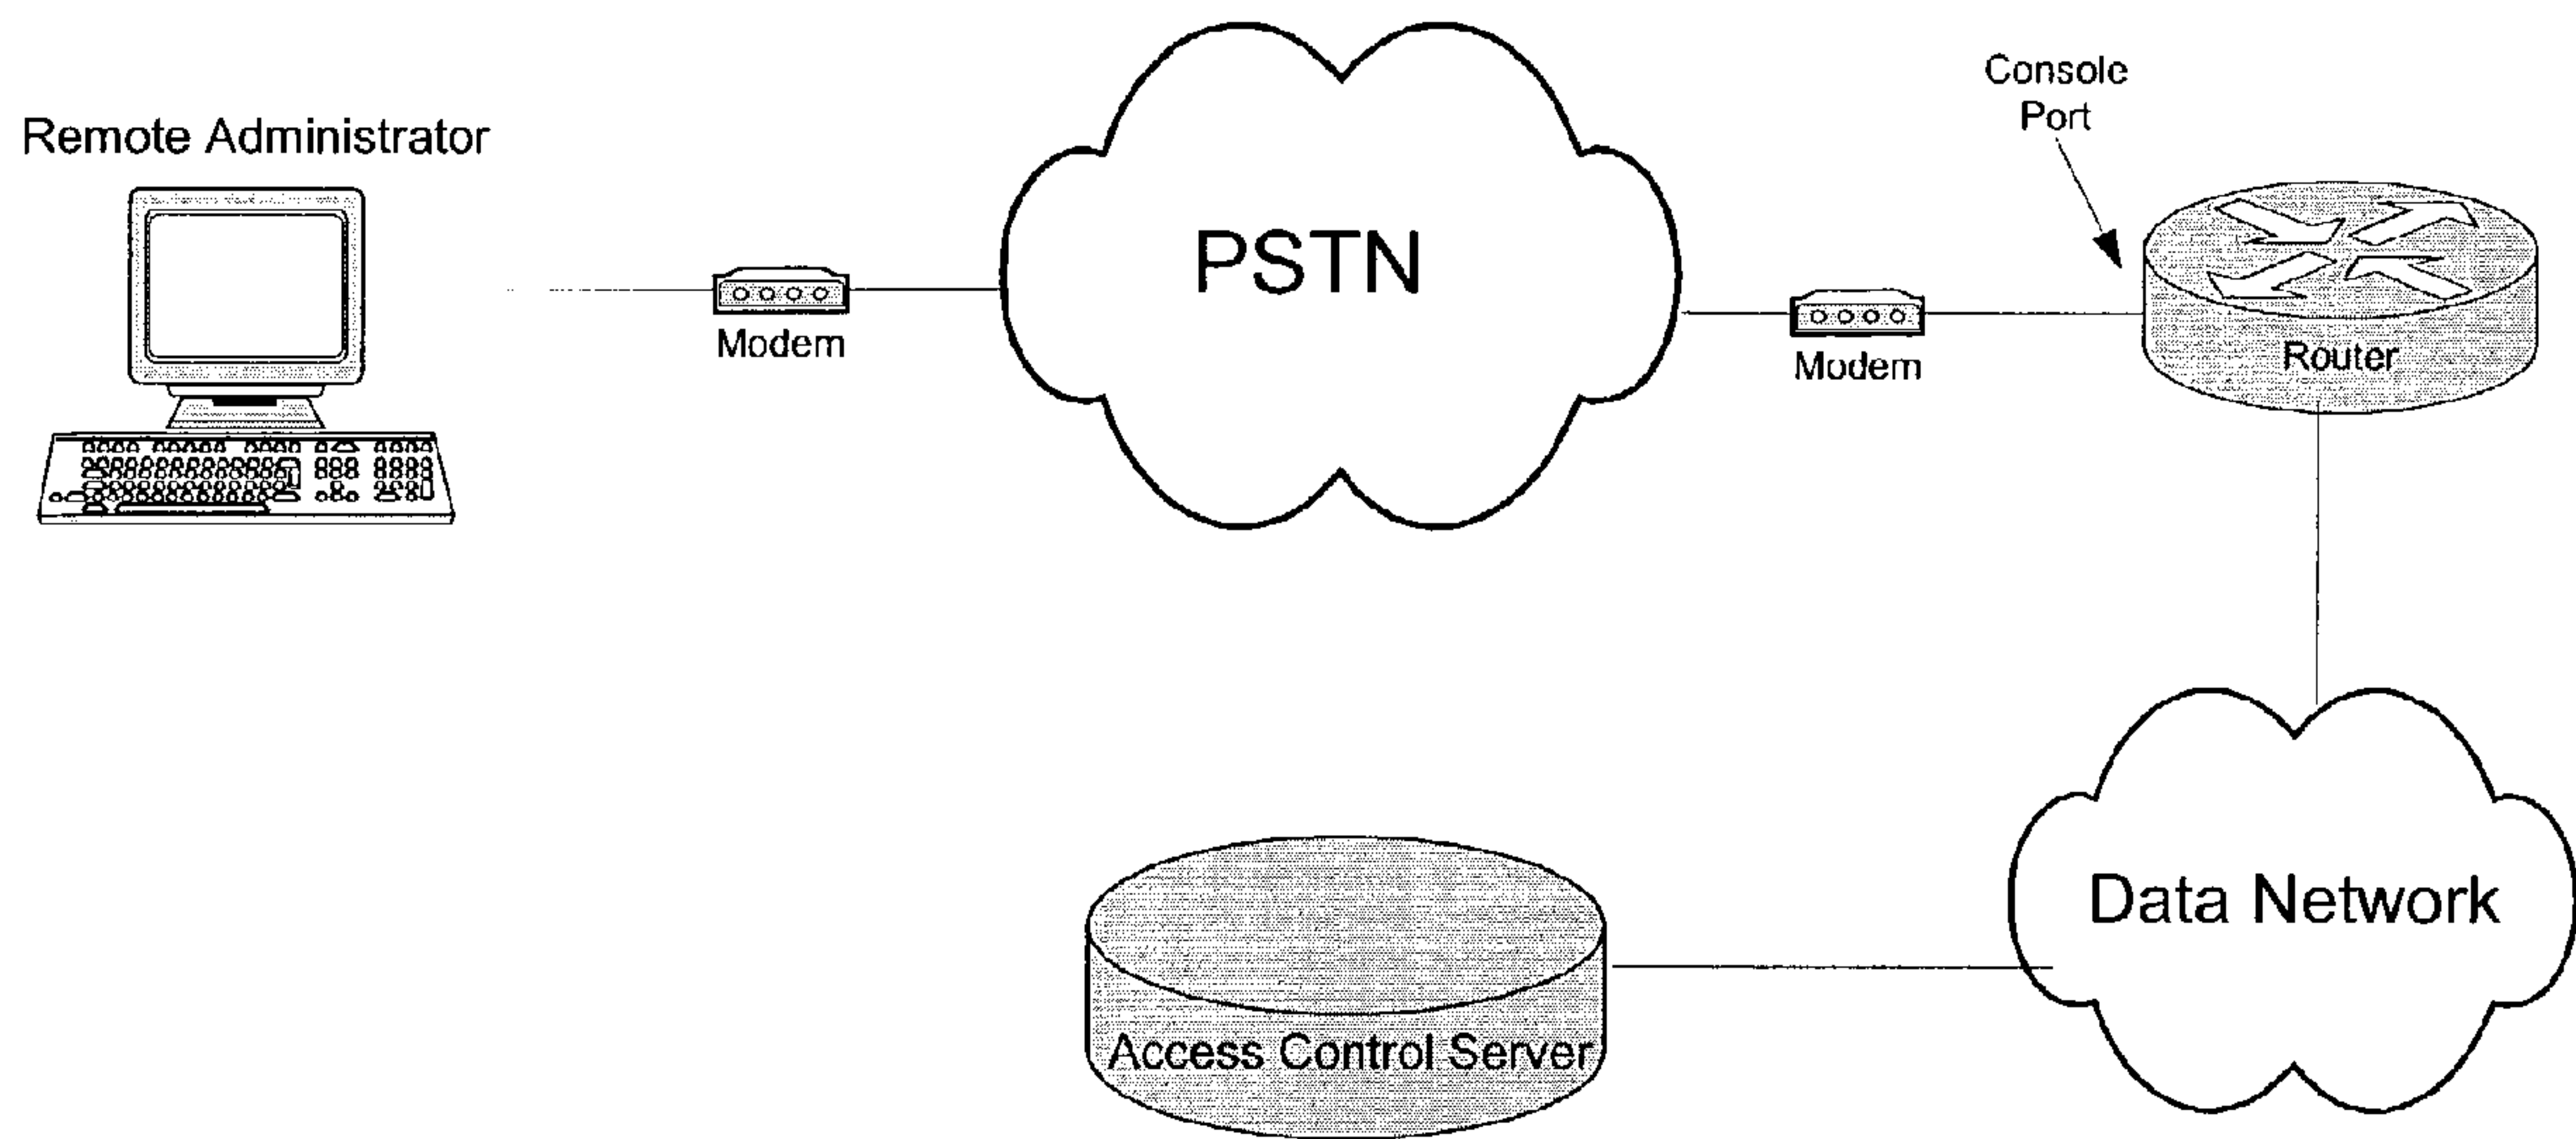 Remote Administrator
Modem
PSTN
Modem
Console
Port
Router
Data Network
Access Control Server